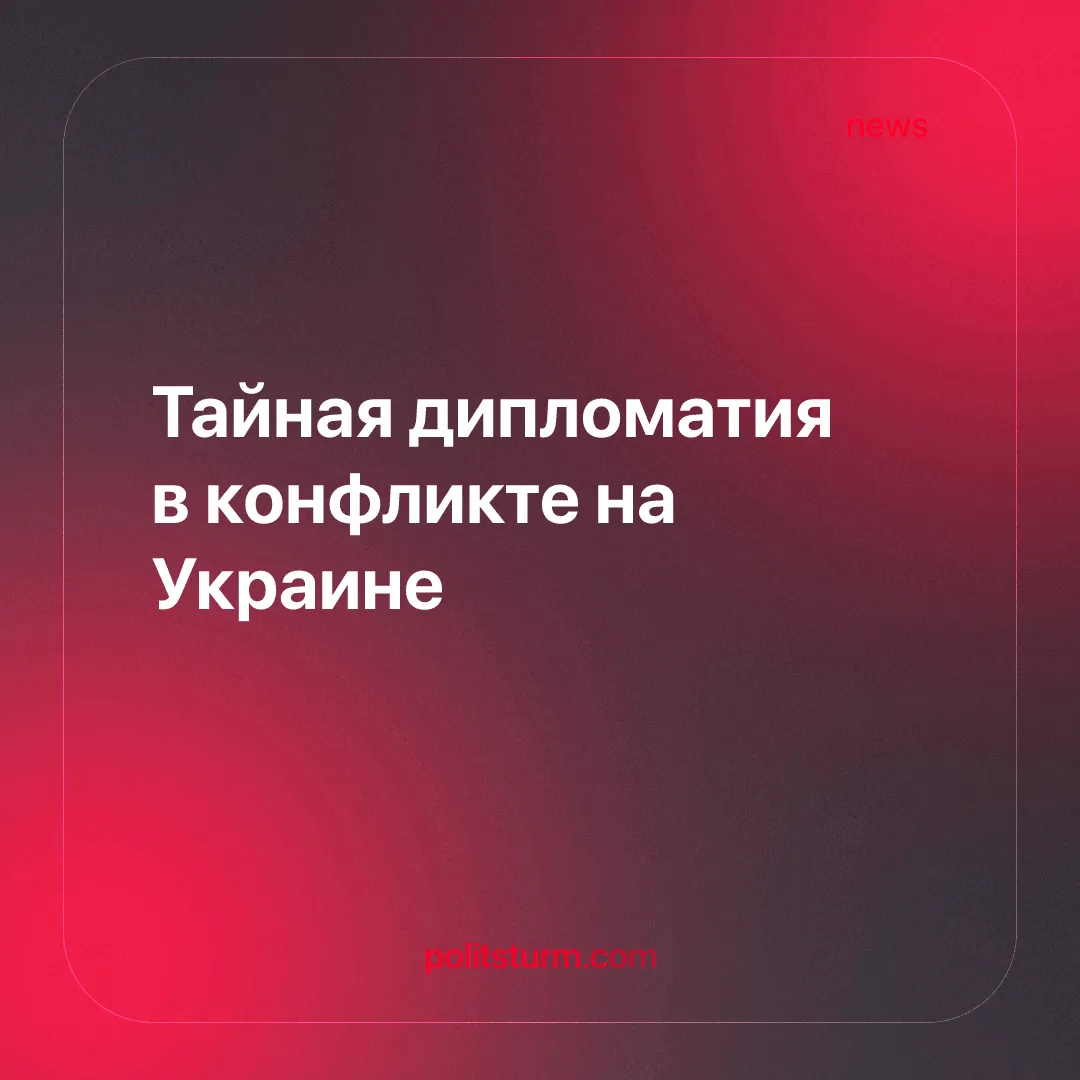 news
Тайная дипломатия
в конфликте на
Украине
politsturm.com